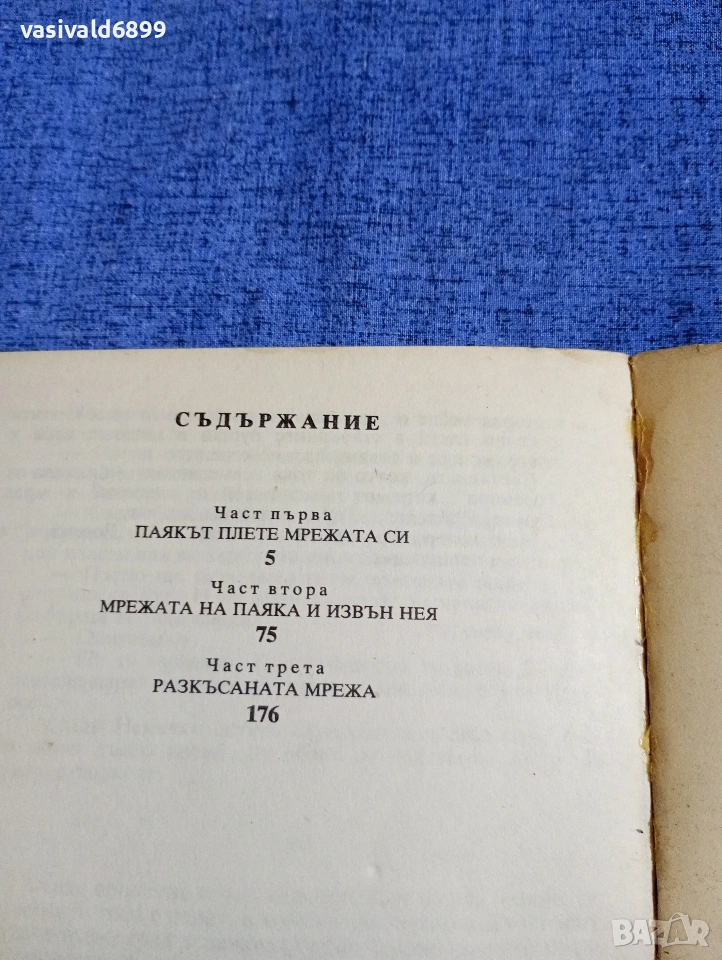 vasivald6899
СЪДЪРЖАНИЕ
Част първа
ПАЯКЪТ ПЛЕТЕ МРЕЖАТА СИ
5
Част втора
МРЕЖАТА НА ПАЯКА И ИЗВЪН НЕЯ
75
Част трета
РАЗКЪСАНАТА МРЕЖА
176
BAZAR